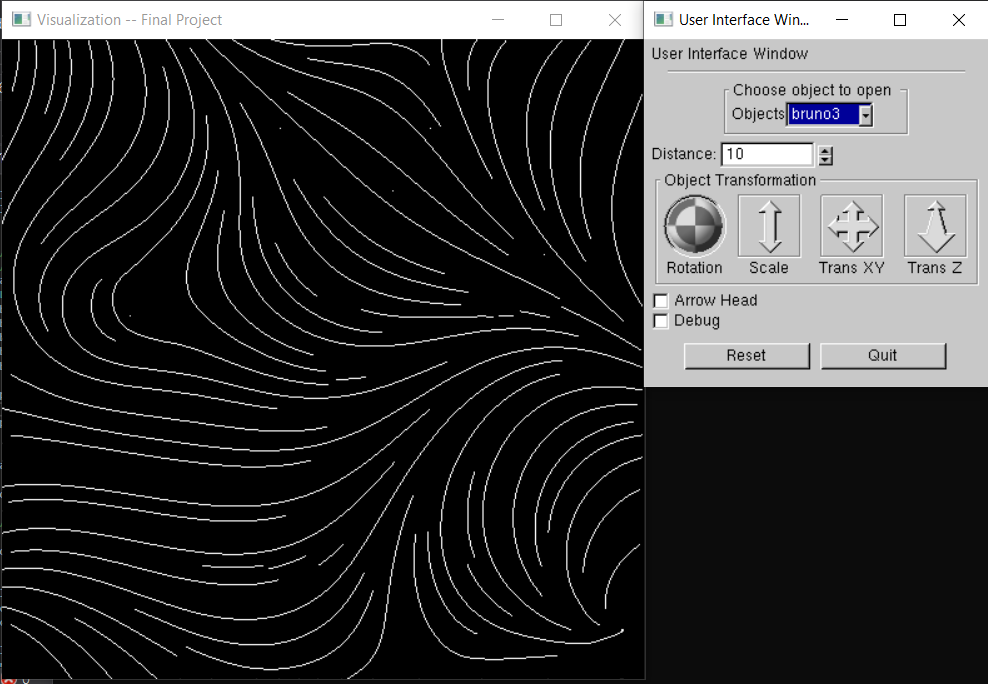 Visualization -- Final Project
User Interface Win...
User Interface Window
Choose object to open
Objects bruno3
Distance: 10
Object Transformation
Rotation Scale Trans XY Trans Z
Arrow Head
Debug
Reset Quit